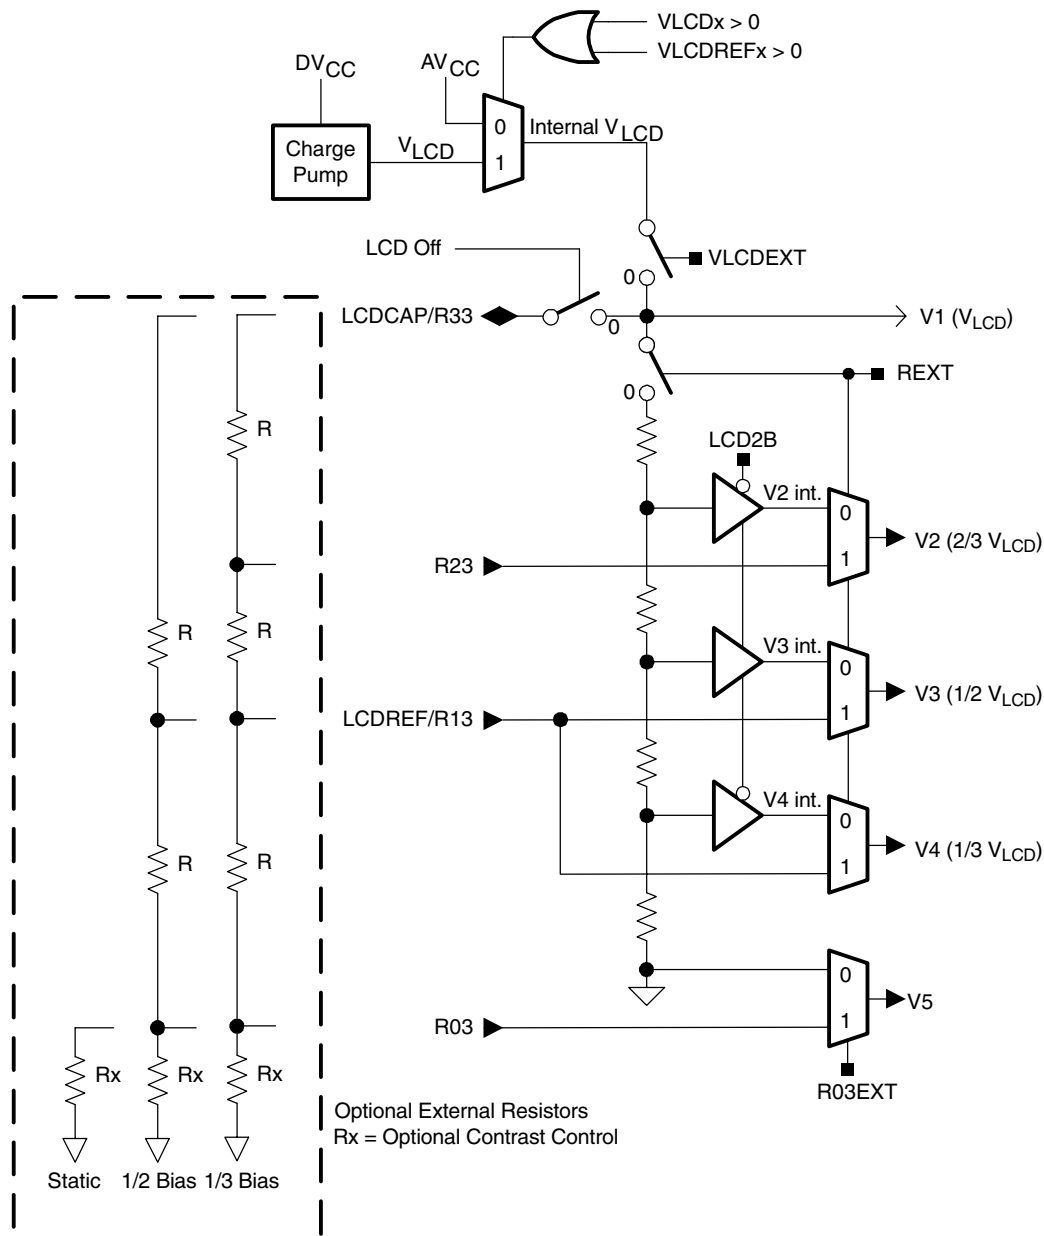 VLCDx > 0
VLCDREFx > 0
DVCC
AVCC
Charge
Pump
VLCD
0
1
Internal VLCD
LCD Off
VLCDEXT
0
LCDCAP/R33
0
V1 (VLCD)
REXT
0
R
LCD2B
V2 int.
0
V2 (2/3 VLCD)
R23
1
R
R
V3 int.
0
V3 (1/2 VLCD)
LCDREF/R13
1
V4 int.
0
V4 (1/3 VLCD)
R
R
1
0
V5
R03
1
Rx
Rx
Rx
R03EXT
Optional External Resistors
Rx = Optional Contrast Control
Static
1/2 Bias
1/3 Bias